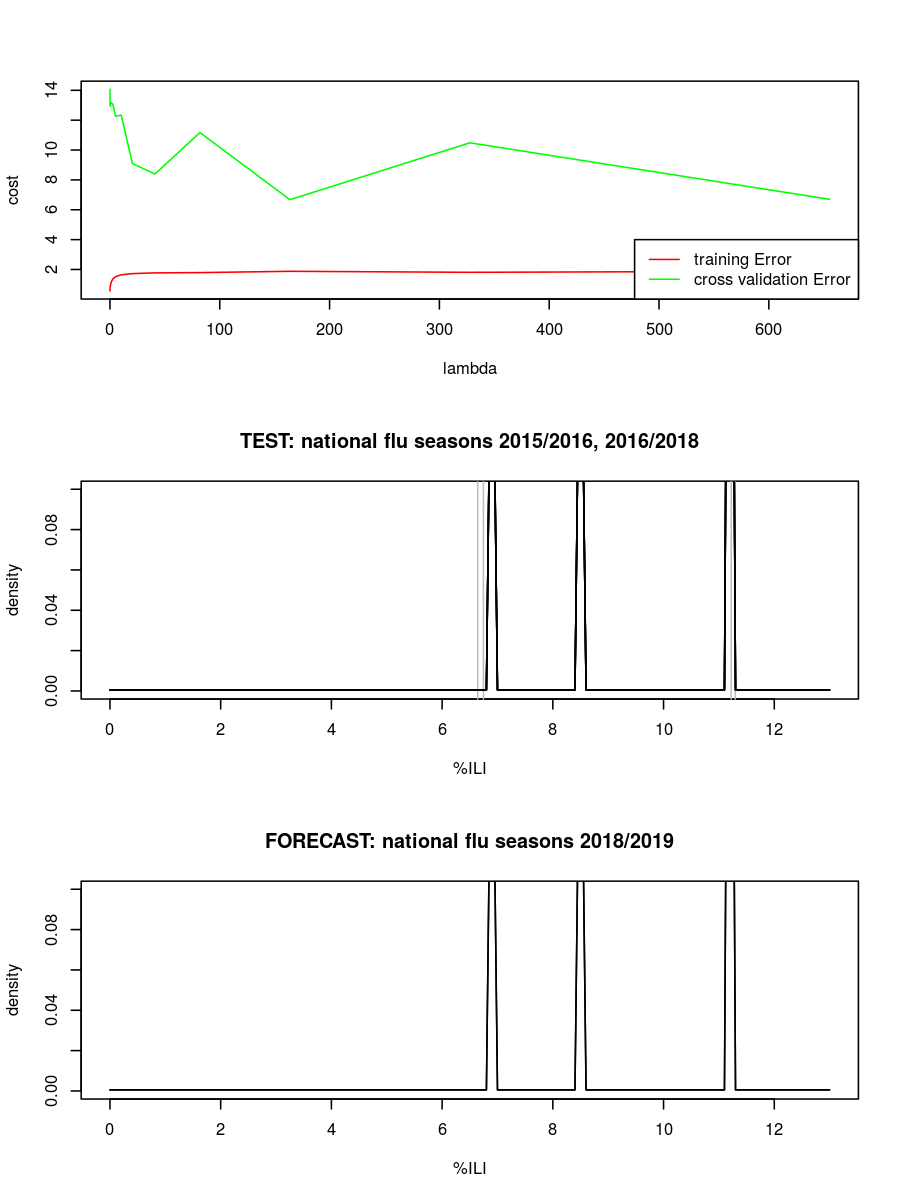 cost
14
10
8
6
4
2
training Error
cross validation Error
0 100 200 300 400 500 600
lambda
TEST: national flu seasons 2015/2016, 2016/2018
density
0.08
0.04
0.00
0 2 4 6 8 10 12
%ILI
FORECAST: national flu seasons 2018/2019
density
0.08
0.04
0.00
0 2 4 6 8 10 12
%ILI